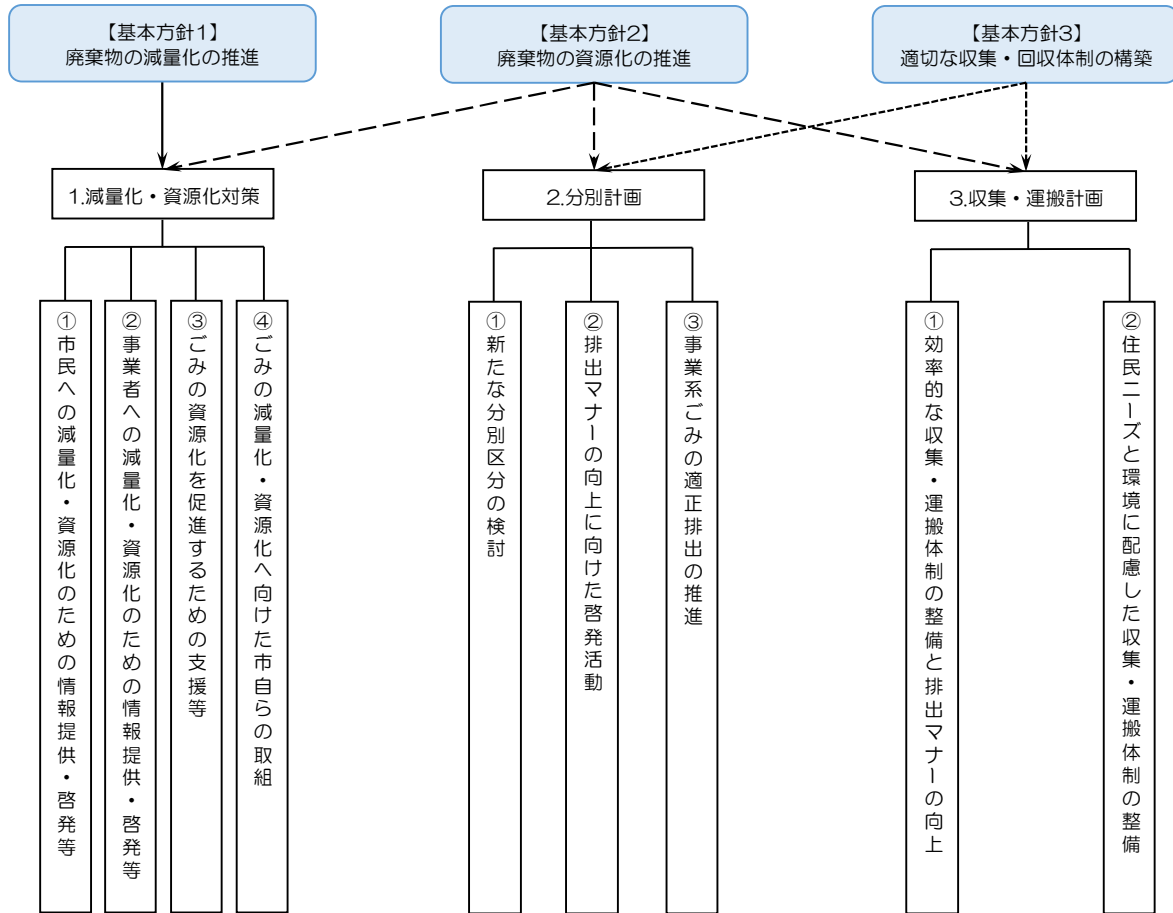 【基本方針1】
廃棄物の減量化の推進
【基本方針2】
廃棄物の資源化の推進
【基本方針3】
適切な収集・回収体制の構築
1.減量化・資源化対策
2.分別計画
3.収集・運搬計画
①市民への減量化・資源化のための情報提供・啓発等
②事業者への減量化・資源化のための情報提供・啓発等
③ごみの資源化を促進するための支援等
④ごみの減量化・資源化へ向けた市自らの取組
①新たな分別区分の検討
②排出マナーの向上に向けた啓発活動
③事業系ごみの適正排出の推進
①効率的な収集・運搬体制の整備と排出マナーの向上
②住民ニーズと環境に配慮した収集・運搬体制の整備